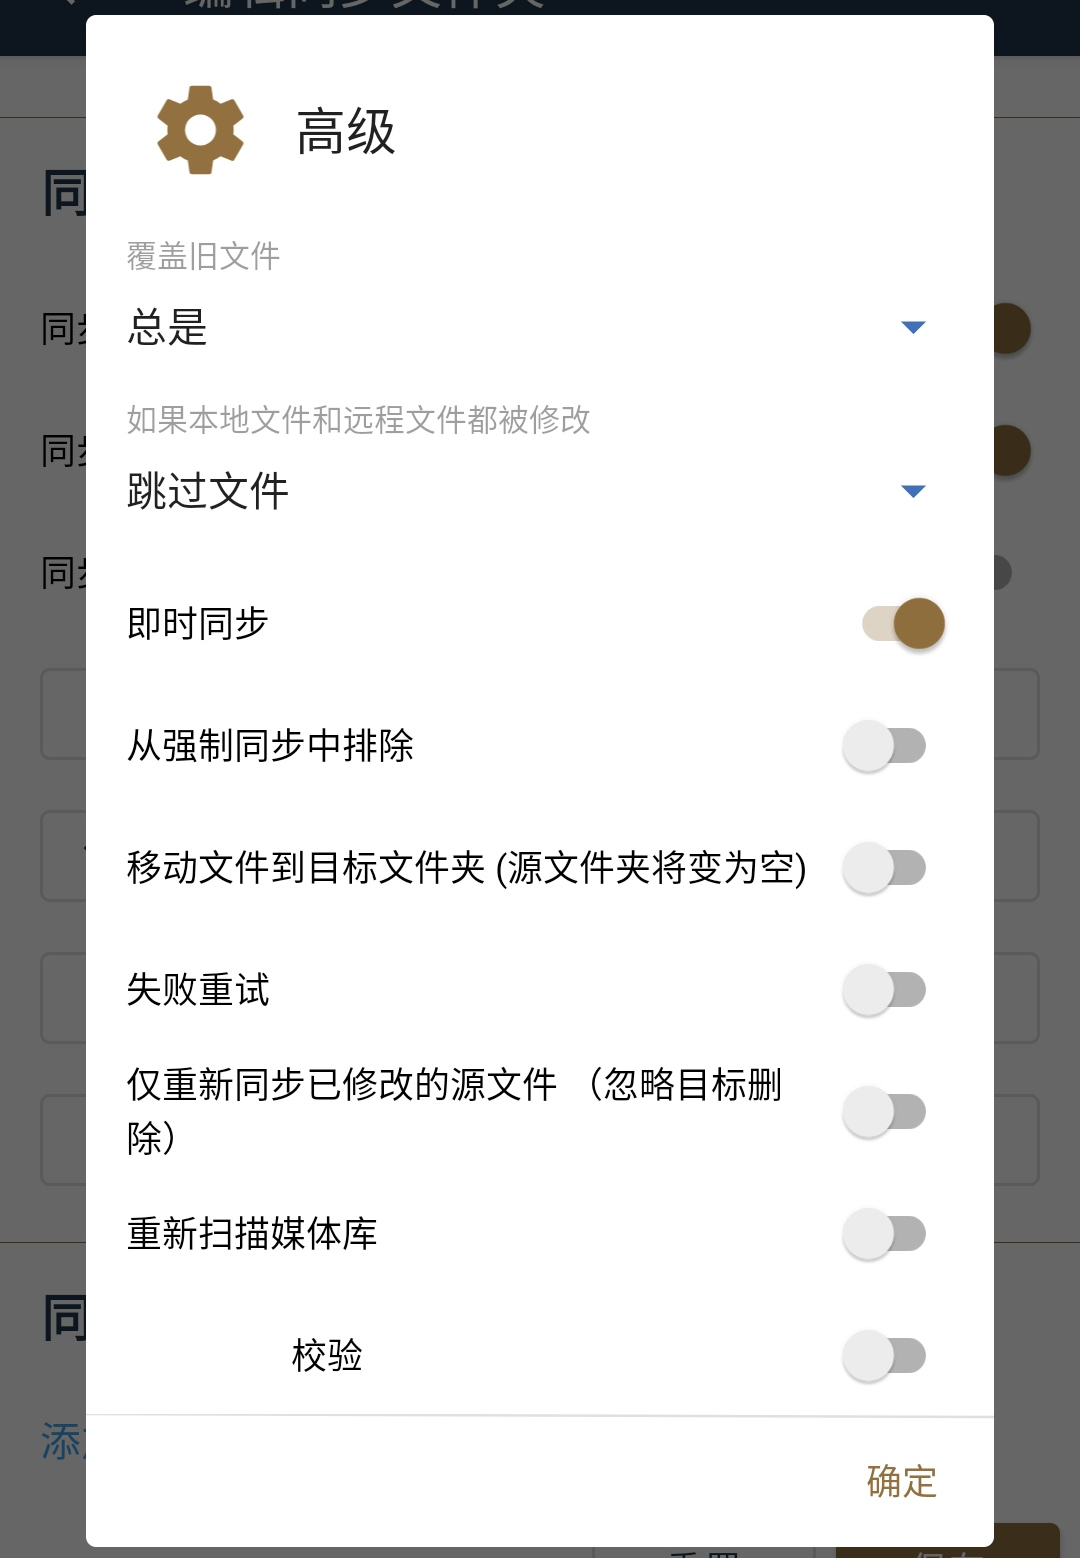 高级
覆盖旧文件
总是
如果本地文件和远程文件都被修改
跳过文件
即时同步
从强制同步中排除
移动文件到目标文件夹 (源文件夹将变为空)
失败重试
仅重新同步已修改的源文件 （忽略目标删
除）
重新扫描媒体库
校验
确定